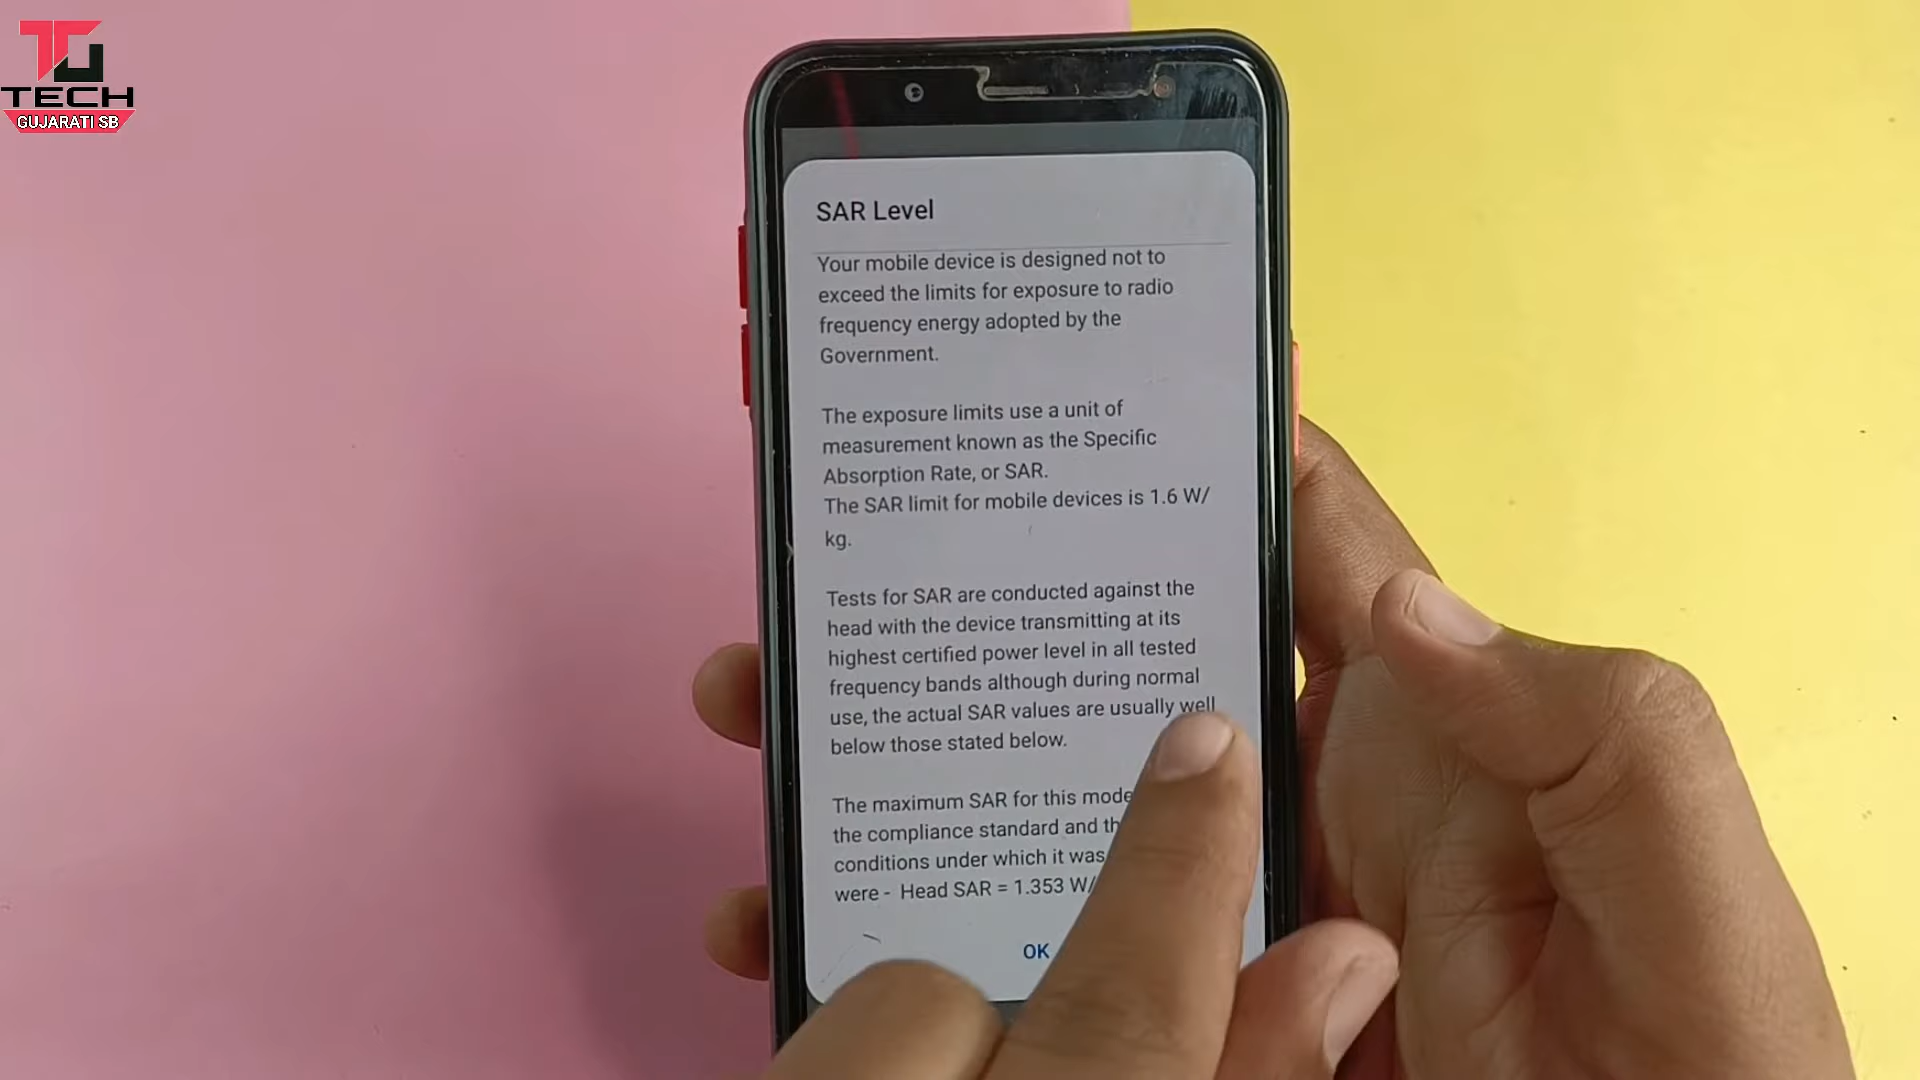 TECH
GUJARATI SB
SAR Level
Your mobile device is designed not to
exceed the limits for exposure to radio
frequency energy adopted by the
Government.
The exposure limits use a unit of
measurement known as the Specific
Absorption Rate, or SAR.
The SAR limit for mobile devices is 1.6 W/
kg.
Tests for SAR are conducted against the
head with the device transmitting at its
highest certified power level in all tested
frequency bands although during normal
use, the actual SAR values are usually well
below those stated below.
The maximum SAR for this
the compliance standard and
conditions under which it was
were - Head SAR = 1.353
OK